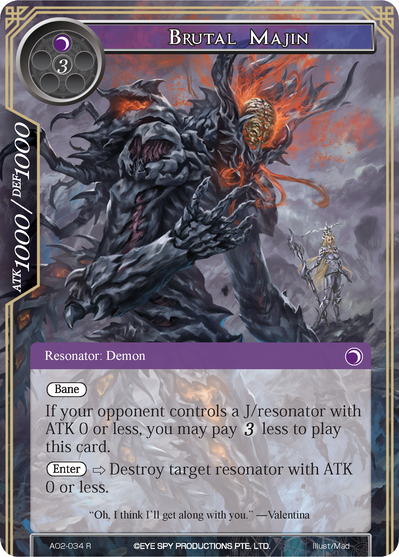 Brutal Majin
3
ATK 1000 / DEF 1000
Resonator: Demon
Bane
If your opponent controls a J/resonator with
ATK 0 or less, you may pay 3 less to play
this card.
Enter ⇨ Destroy target resonator with ATK
0 or less.
“Oh, I think I’ll get along with you.” —Valentina
A02-034 R ©EYE SPY PRODUCTIONS PTE. LTD. Illust/Mad